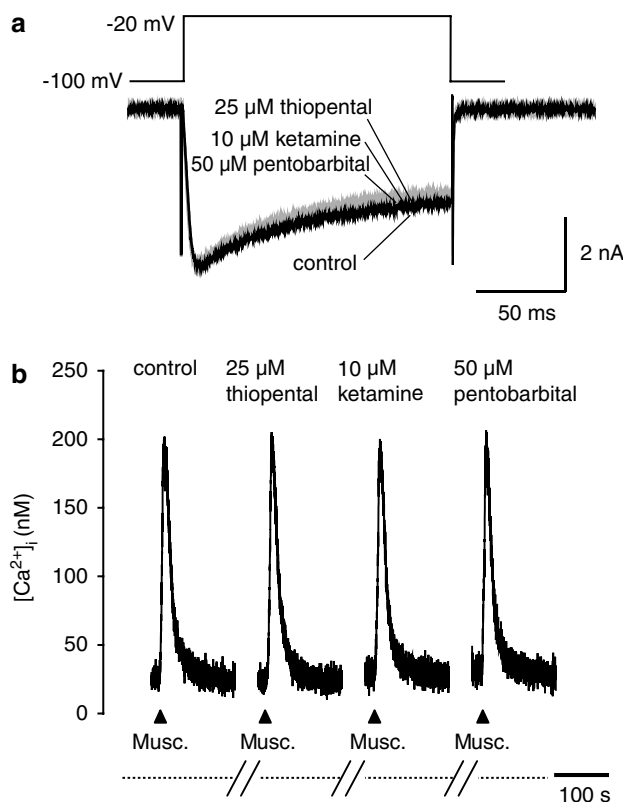 a
-20 mV
-100 mV
25 µM thiopental
10 µM ketamine
50 µM pentobarbital
control
2 nA
50 ms
b
control
25 µM
thiopental
10 µM
ketamine
50 µM
pentobarbital
250
200
150
100
50
0
[Ca²⁺]ᵢ (nM)
Musc. Musc. Musc. Musc.
100 s